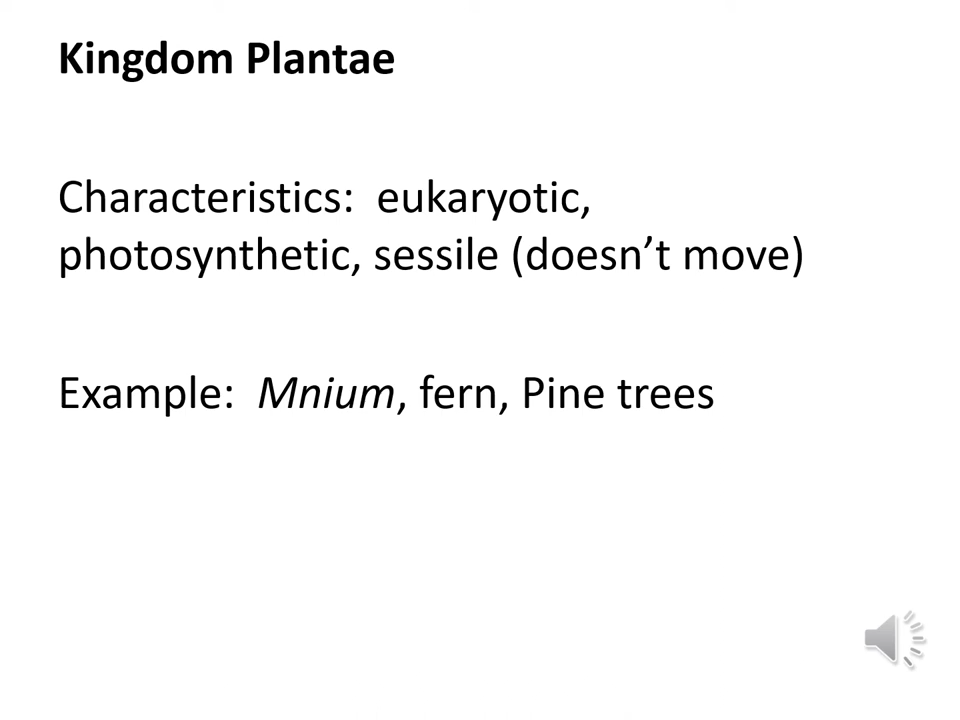 Kingdom Plantae
Characteristics:  eukaryotic,
photosynthetic, sessile (doesn’t move)
Example:  Mnium, fern, Pine trees